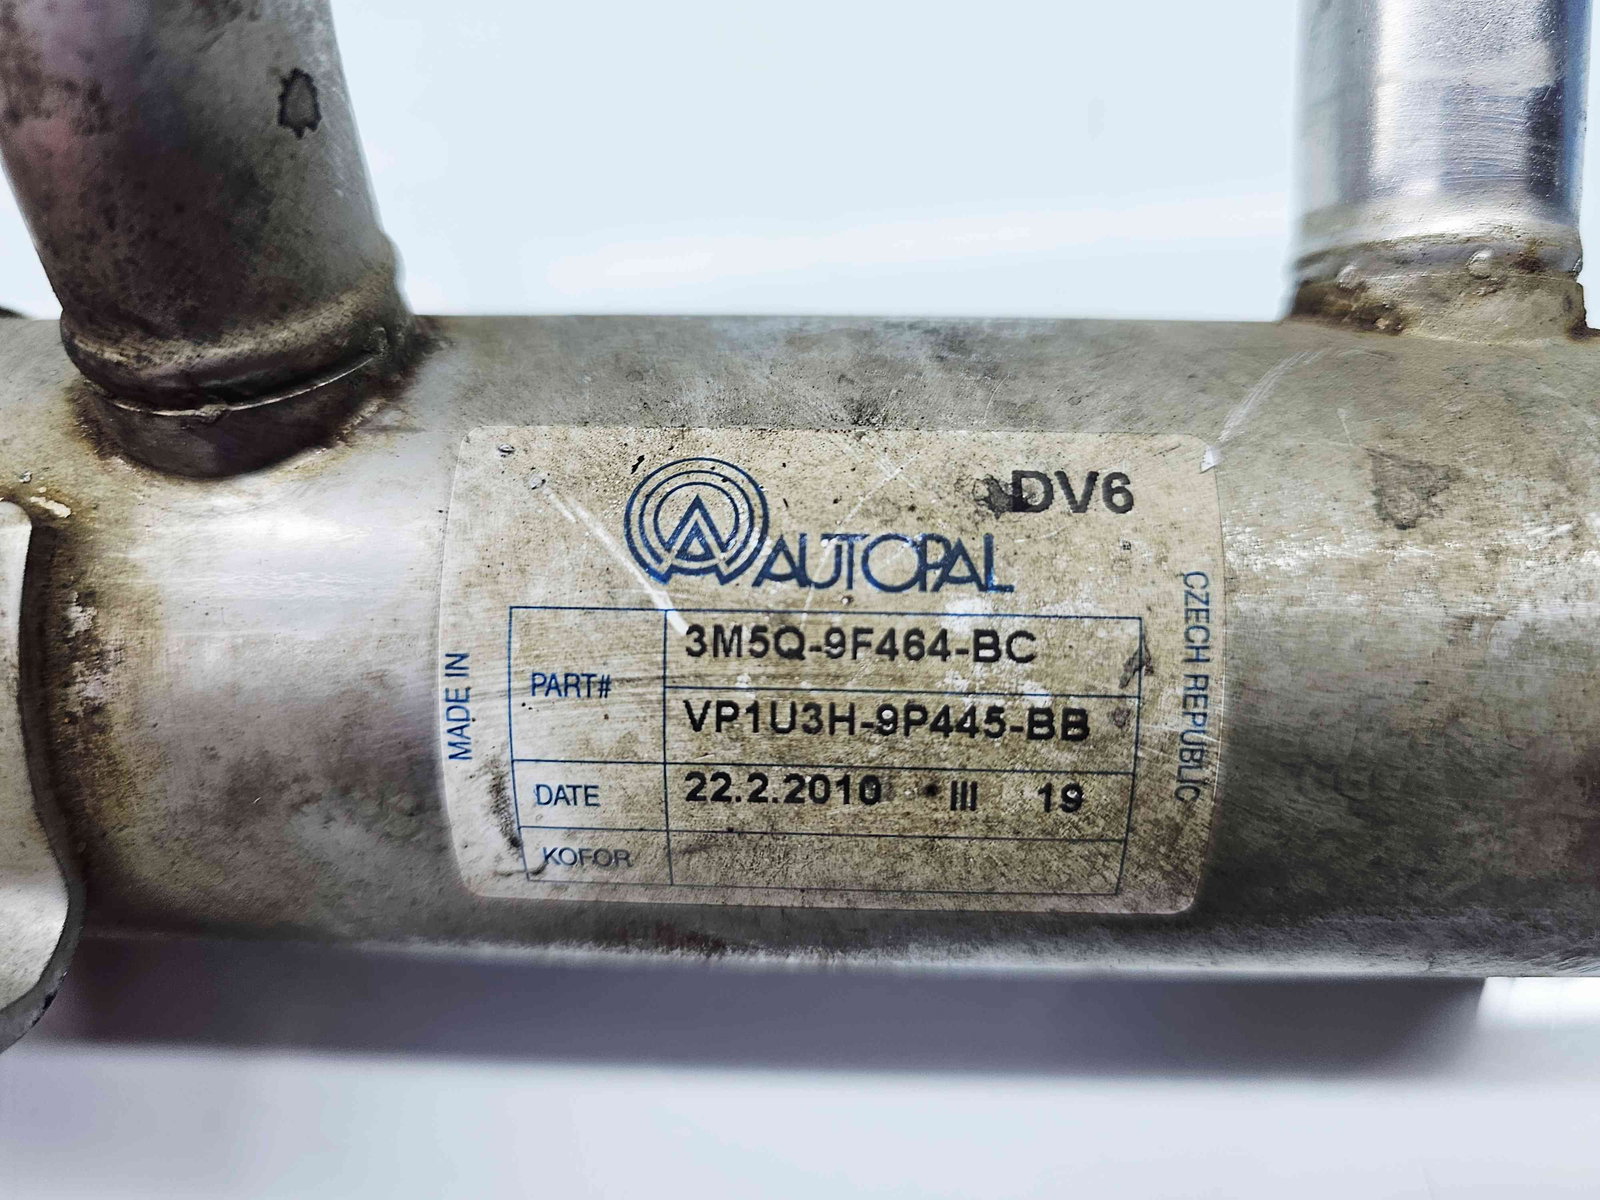 DV6
AUTOPAL
MADE IN
PART#
3M5Q-9F464-BC
VP1U3H-9P445-BB
DATE
22.2.2010 III 19
KOFOR
CZECH REPUBLIC